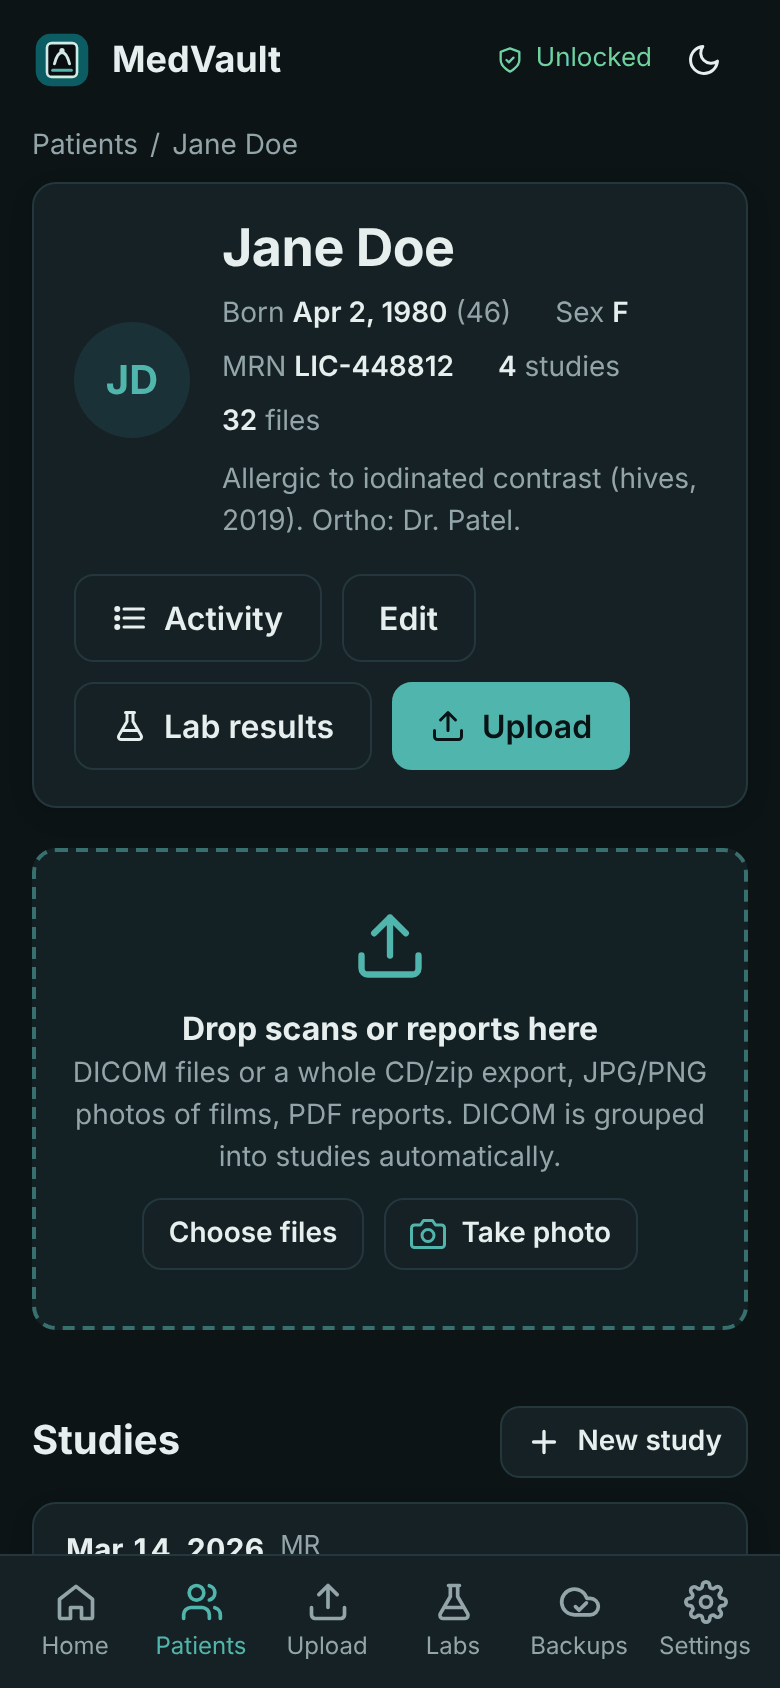 MedVault
Unlocked
Patients / Jane Doe
Jane Doe
Born Apr 2, 1980 (46) Sex F
MRN LIC-448812 4 studies
32 files
JD
Allergic to iodinated contrast (hives,
2019). Ortho: Dr. Patel.
Activity
Edit
Lab results
Upload
Drop scans or reports here
DICOM files or a whole CD/zip export, JPG/PNG
photos of films, PDF reports. DICOM is grouped
into studies automatically.
Choose files
Take photo
Studies
New study
Mar 14, 2026 MR
Home
Patients
Upload
Labs
Backups
Settings